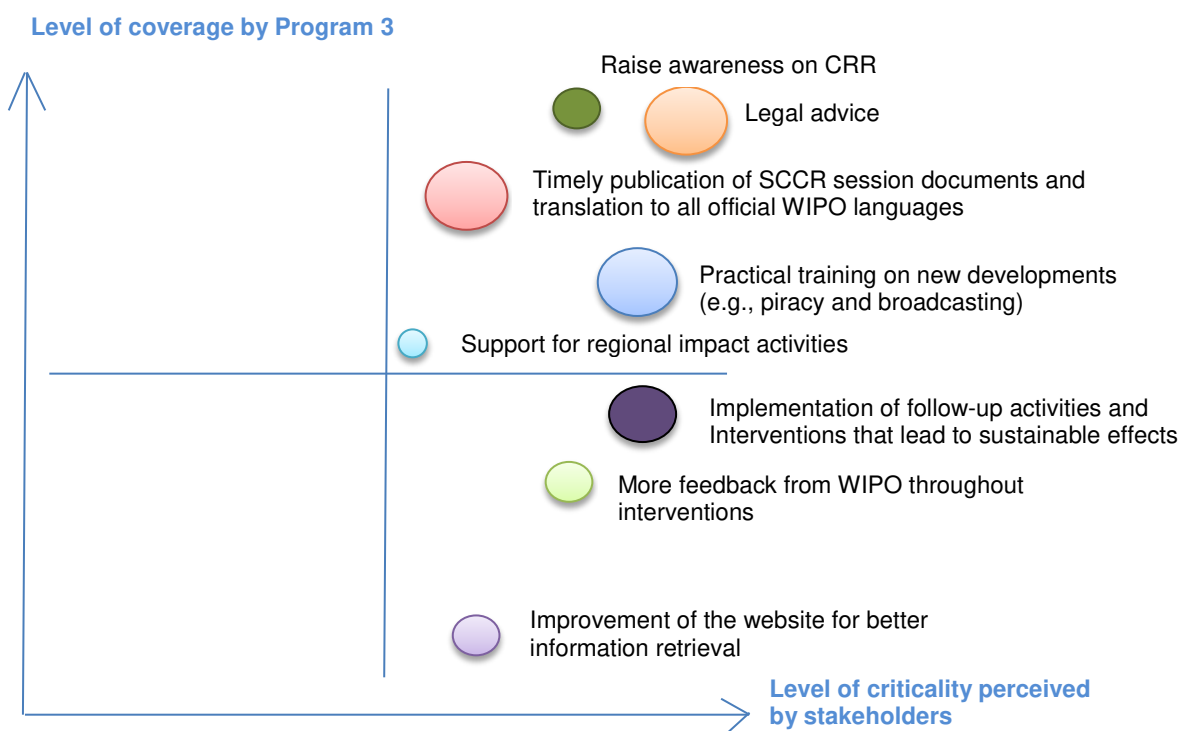 Level of coverage by Program 3
Raise awareness on CRR
Legal advice
Timely publication of SCCR session documents and
translation to all official WIPO languages
Practical training on new developments
(e.g., piracy and broadcasting)
Support for regional impact activities
Implementation of follow-up activities and
Interventions that lead to sustainable effects
More feedback from WIPO throughout
interventions
Improvement of the website for better
information retrieval
Level of criticality perceived
by stakeholders